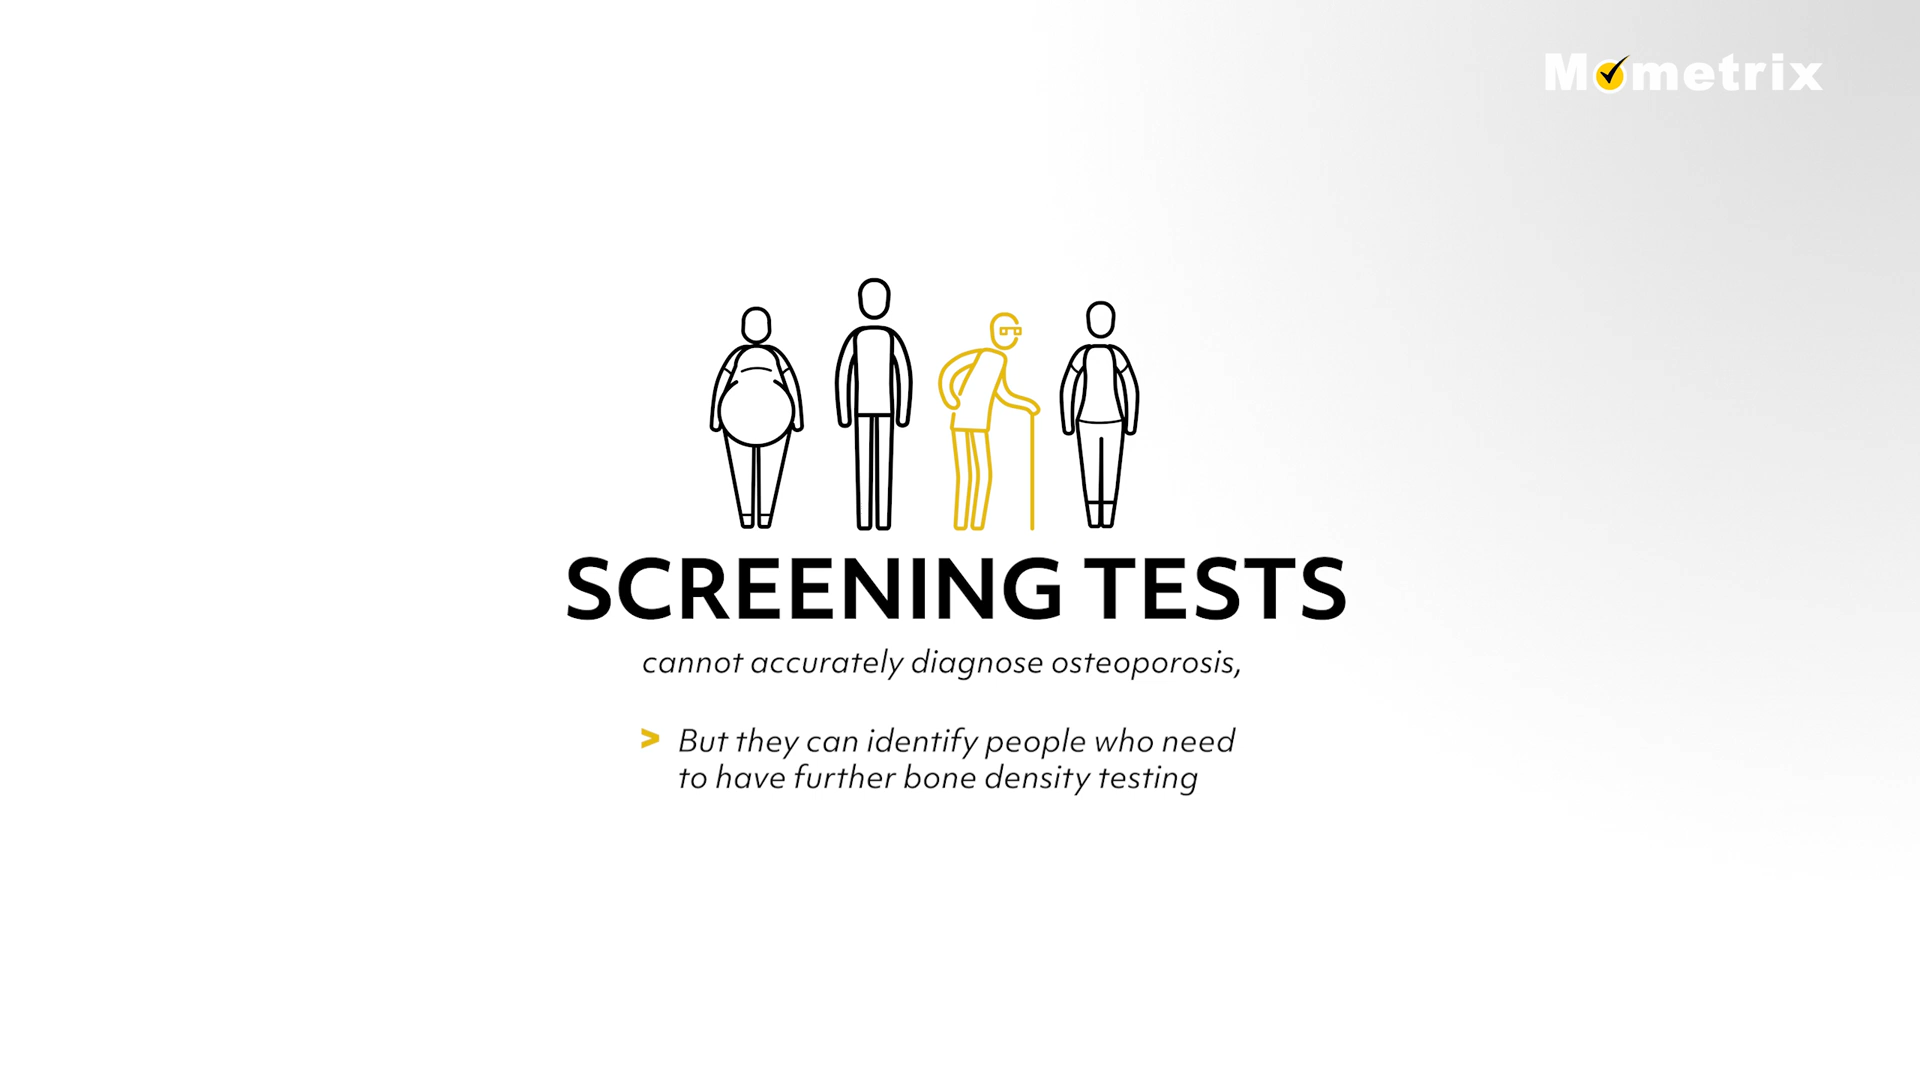 Mometrix
SCREENING TESTS
cannot accurately diagnose osteoporosis,
> But they can identify people who need
to have further bone density testing